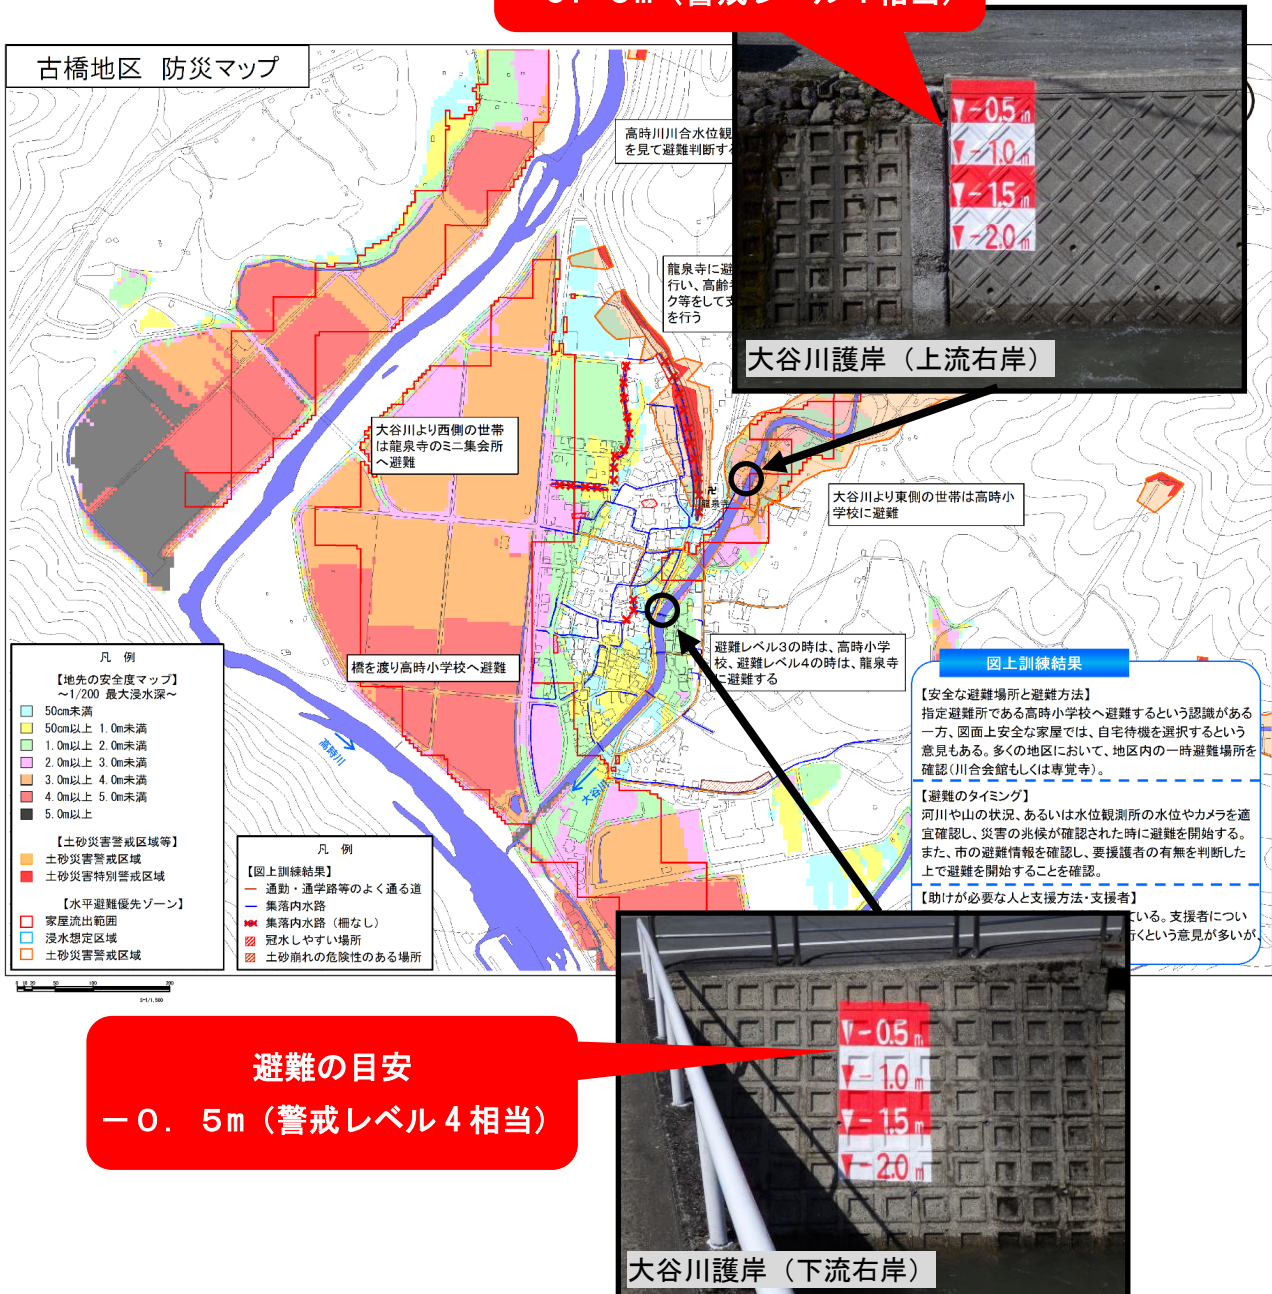 古橋地区 防災マップ
高時川川合水位観
を見て避難判断す
▼-0.5m
▼-1.0m
▼-1.5m
▼-2.0m
大谷川護岸（上流右岸）
龍泉寺に避
行い、高齢
ク等をして支
を行う
大谷川より西側の世帯
は龍泉寺のミニ集会所
へ避難
卍
龍泉寺
大谷川より東側の世帯は高時小
学校に避難
避難レベル3の時は、高時小学
校、避難レベル4の時は、龍泉寺
に避難する
橋を渡り高時小学校へ避難
高時川
大谷川
凡 例
【地先の安全度マップ】
～1/200 最大浸水深～
50cm未満
50cm以上 1.0m未満
1.0m以上 2.0m未満
2.0m以上 3.0m未満
3.0m以上 4.0m未満
4.0m以上 5.0m未満
5.0m以上
【土砂災害警戒区域等】
土砂災害警戒区域
土砂災害特別警戒区域
【水平避難優先ゾーン】
家屋流出範囲
浸水想定区域
土砂災害警戒区域
凡 例
【図上訓練結果】
通勤・通学路等のよく通る道
集落内水路
集落内水路（柵なし）
冠水しやすい場所
土砂崩れの危険性のある場所
図上訓練結果
【安全な避難場所と避難方法】
指定避難所である高時小学校へ避難するという認識がある
一方、図面上安全な家屋では、自宅待機を選択するという
意見もある。多くの地区において、地区内の一時避難場所を
確認（川合会館もしくは専覚寺）。
【避難のタイミング】
河川や山の状況、あるいは水位観測所の水位やカメラを適
宜確認し、災害の兆候が確認された時に避難を開始する。
また、市の避難情報を確認し、要援護者の有無を判断した
上で避難を開始することを確認。
【助けが必要な人と支援方法・支援者】
ている。支援者につい
行くという意見が多いが、
避難の目安
－０．５m（警戒レベル４相当）
▼-0.5m
▼-1.0m
▼-1.5m
▼-2.0m
大谷川護岸（下流右岸）